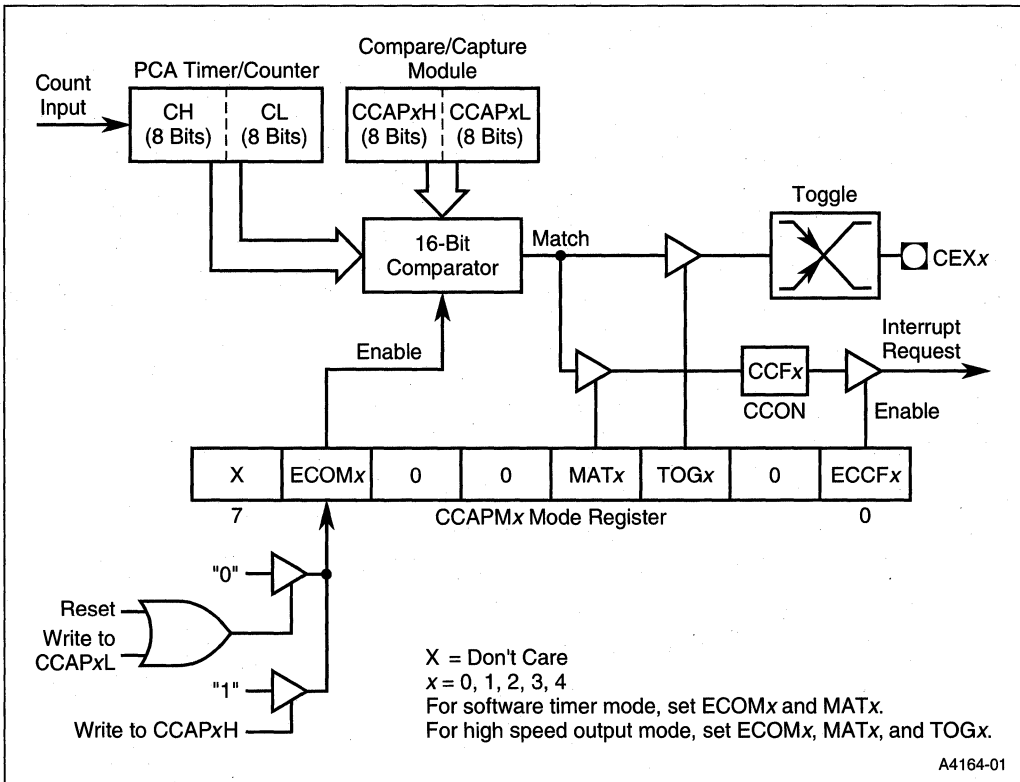 Compare/Capture
Module
PCA Timer/Counter
Count
Input
CH
(8 Bits)
CL
(8 Bits)
CCAPxH
(8 Bits)
CCAPxL
(8 Bits)
Toggle
16-Bit
Comparator
Match
CEXx
Enable
Interrupt
Request
CCFx
CCON
Enable
X
ECOMx
0
0
MATx
TOGx
0
ECCFx
7
CCAPMx Mode Register
0
"0"
Reset
Write to
CCAPxL
"1"
Write to CCAPxH
X = Don't Care
x = 0, 1, 2, 3, 4
For software timer mode, set ECOMx and MATx.
For high speed output mode, set ECOMx, MATx, and TOGx.
A4164-01